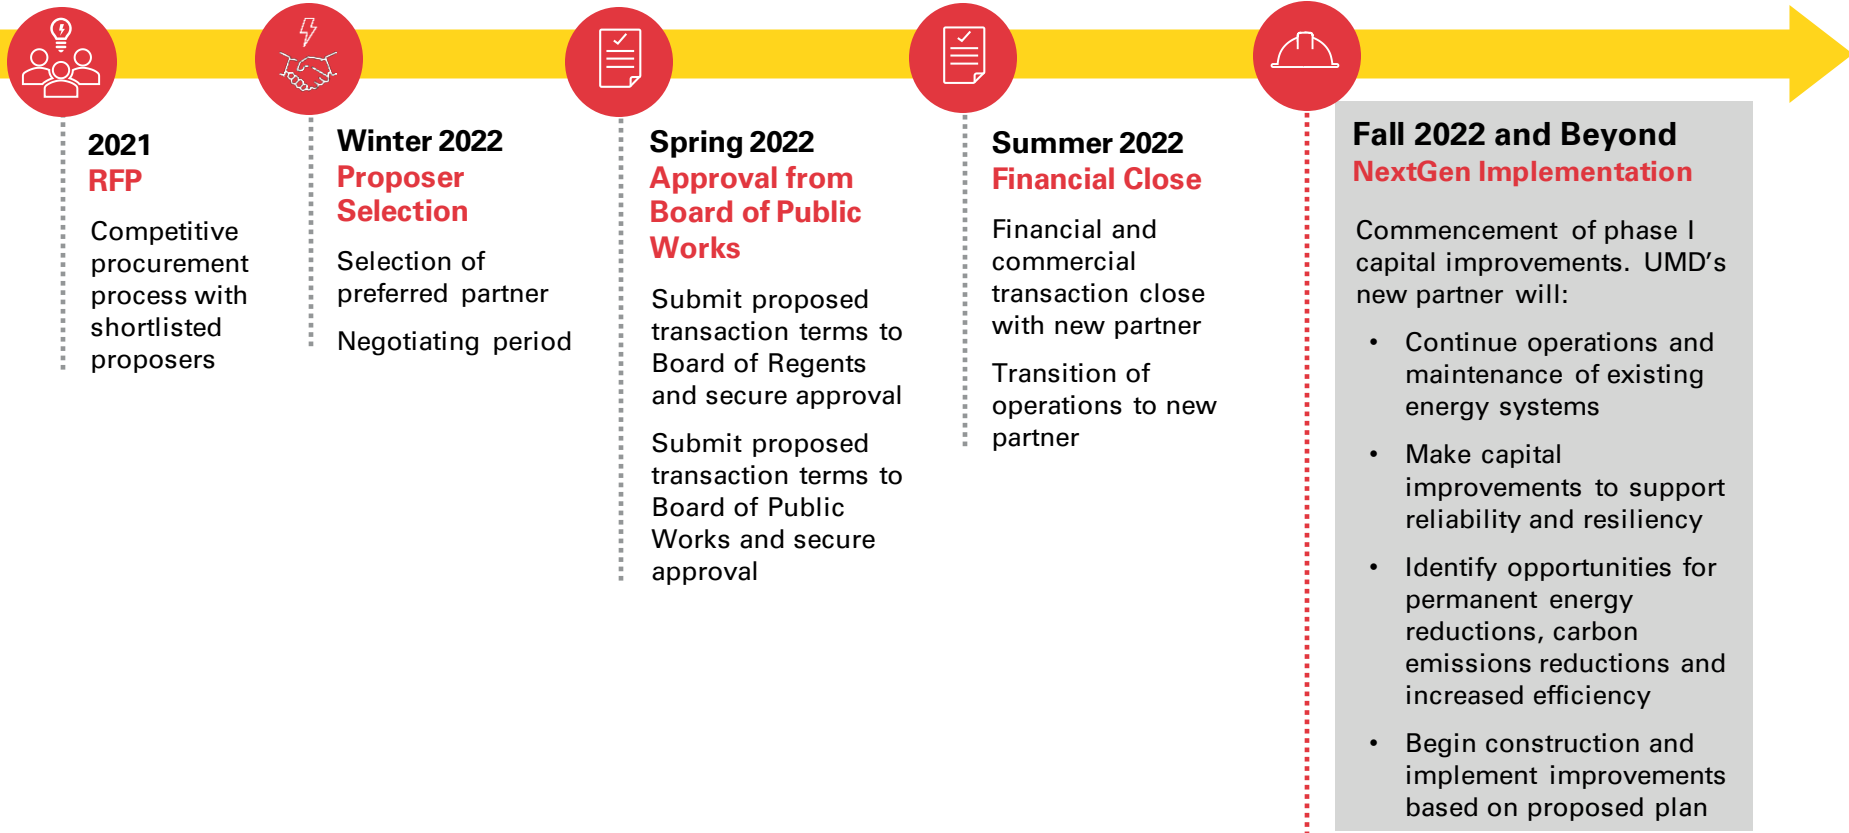 2021
RFP
Competitive
procurement
process with
shortlisted
proposers
Winter 2022
Proposer
Selection
Selection of
preferred partner
Negotiating period
Spring 2022
Approval from
Board of Public
Works
Submit proposed
transaction terms to
Board of Regents
and secure approval
Submit proposed
transaction terms to
Board of Public
Works and secure
approval
Summer 2022
Financial Close
Financial and
commercial
transaction close
with new partner
Transition of
operations to new
partner
Fall 2022 and Beyond
NextGen Implementation
Commencement of phase I
capital improvements. UMD’s
new partner will:
• Continue operations and
maintenance of existing
energy systems
• Make capital
improvements to support
reliability and resiliency
• Identify opportunities for
permanent energy
reductions, carbon
emissions reductions and
increased efficiency
• Begin construction and
implement improvements
based on proposed plan